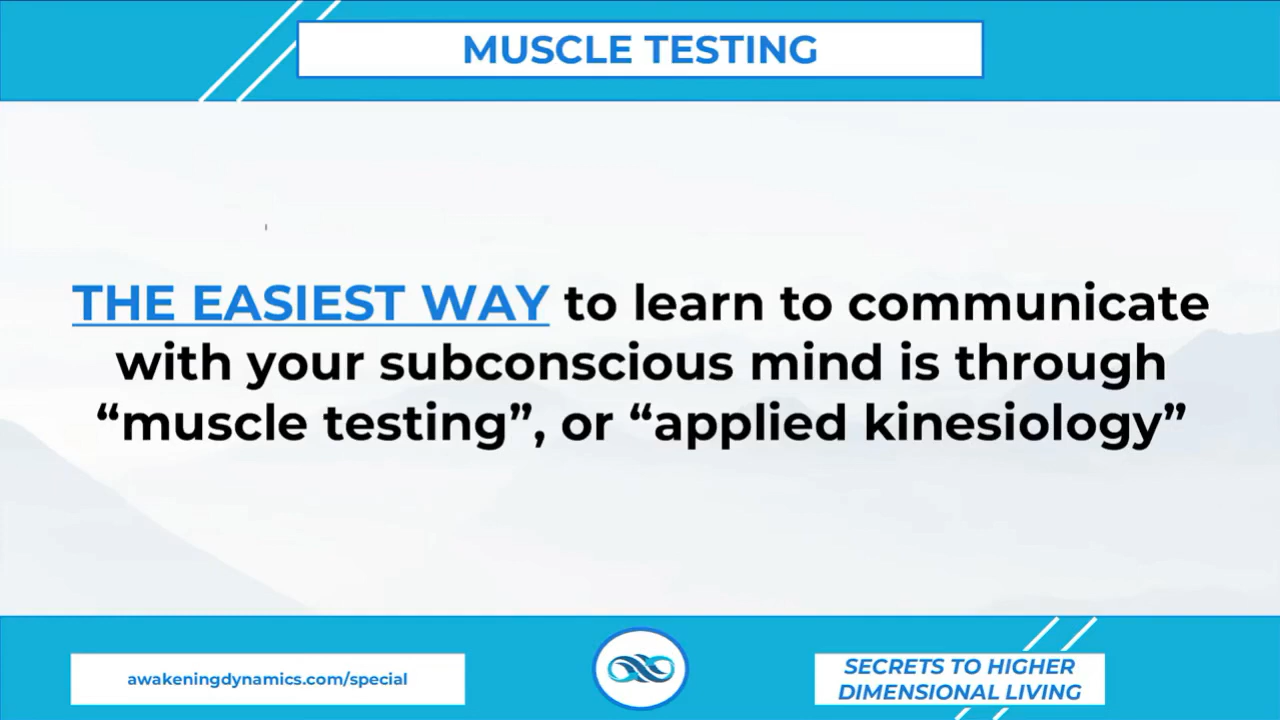 MUSCLE TESTING
THE EASIEST WAY to learn to communicate
with your subconscious mind is through
“muscle testing”, or “applied kinesiology”
awakeningdynamics.com/special
SECRETS TO HIGHER
DIMENSIONAL LIVING